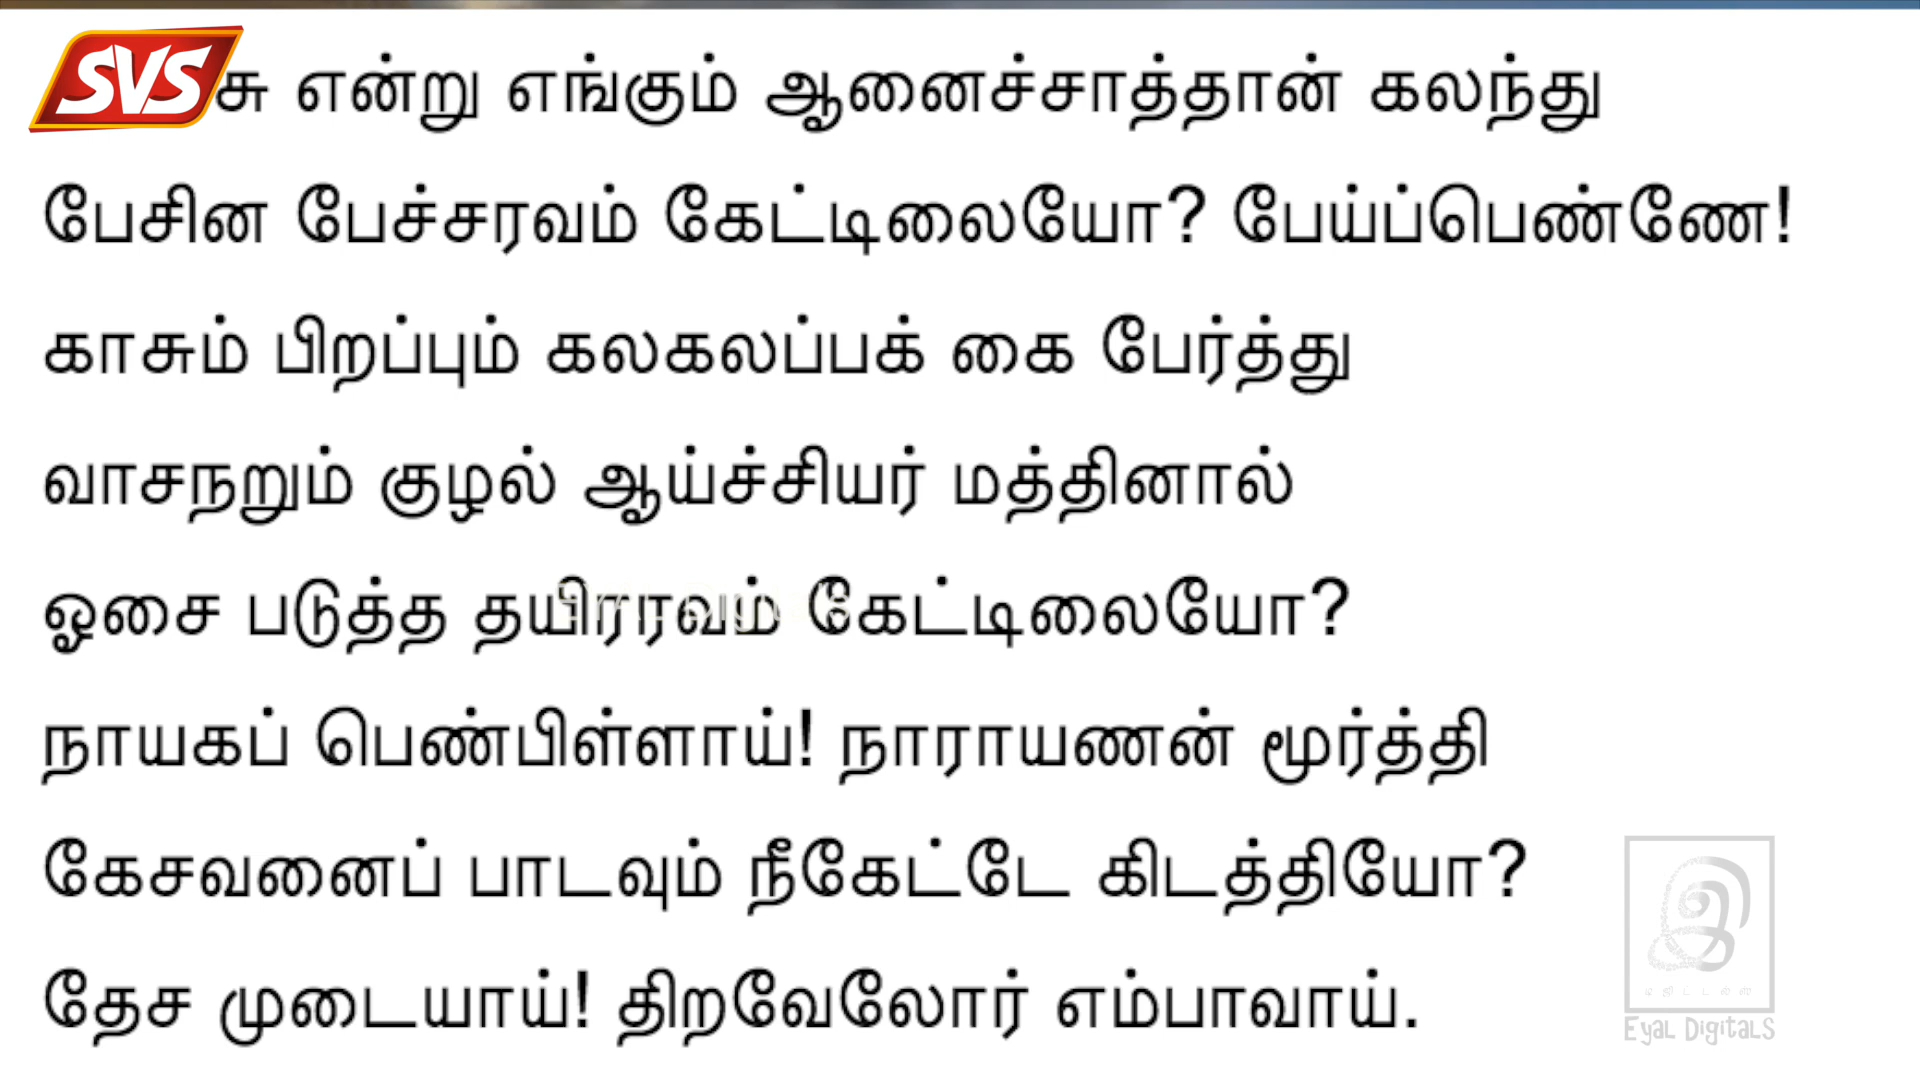 SVS
சு என்று எங்கும் ஆனைச்சாத்தான் கலந்து
பேசின பேச்சரவம் கேட்டிலையோ? பேய்ப்பெண்ணே!
காசும் பிறப்பும் கலகலப்பக் கை பேர்த்து
வாசநறும் குழல் ஆய்ச்சியர் மத்தினால்
ஓசை படுத்த தயிரரவம் கேட்டிலையோ?
நாயகப் பெண்பிள்ளாய்! நாராயணன் மூர்த்தி
கேசவனைப் பாடவும் நீகேட்டே கிடத்தியோ?
தேச முடையாய்! திறவேலோர் எம்பாவாய்.
EyaL DigitaLS